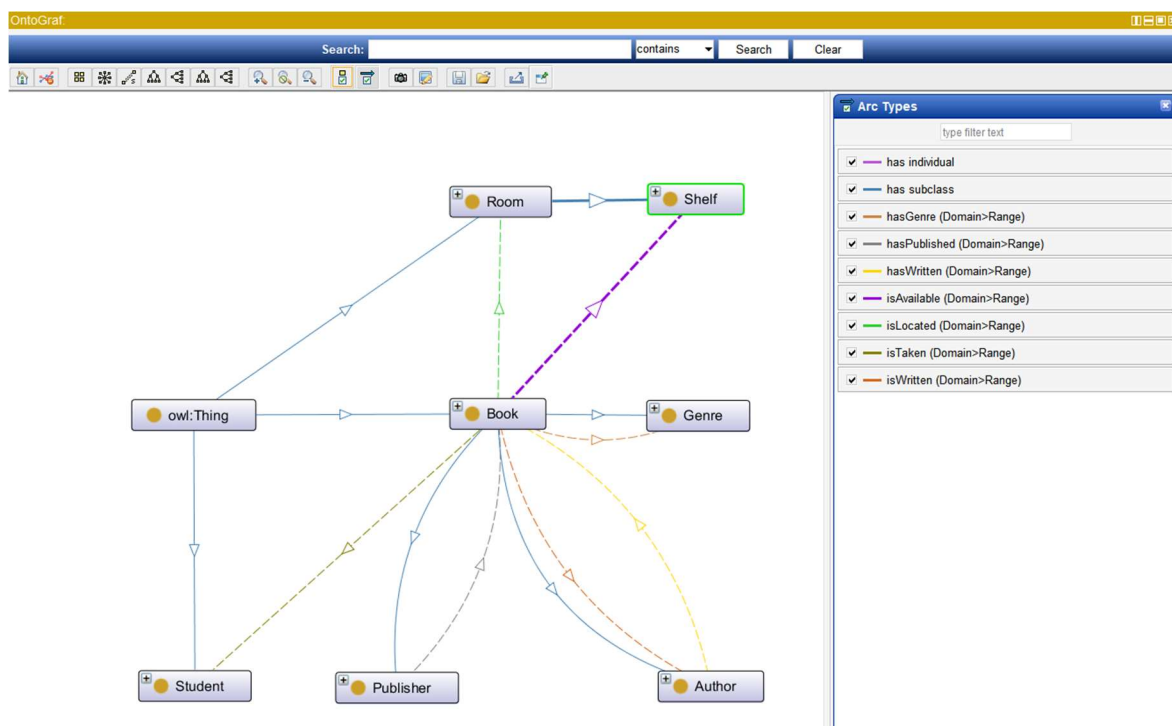 OntoGraf:
Search: contains Search Clear
Arc Types
type filter text
has individual
has subclass
hasGenre (Domain>Range)
hasPublished (Domain>Range)
hasWritten (Domain>Range)
isAvailable (Domain>Range)
isLocated (Domain>Range)
isTaken (Domain>Range)
isWritten (Domain>Range)
Room
Shelf
owl:Thing
Book
Genre
Student
Publisher
Author